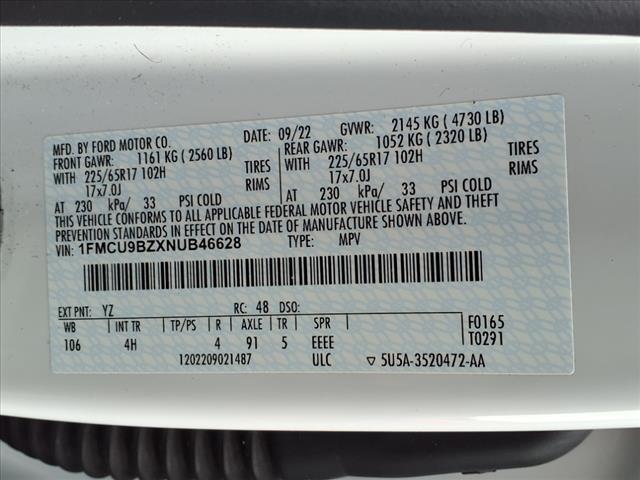 MFD. BY FORD MOTOR CO. DATE: 09/22 GVWR: 2145 KG ( 4730 LB)
FRONT GAWR: 1161 KG ( 2560 LB) REAR GAWR: 1052 KG ( 2320 LB)
WITH 225/65R17 102H TIRES WITH 225/65R17 102H TIRES
17x7.0J RIMS 17x7.0J RIMS
AT 230 kPa/ 33 PSI COLD AT 230 kPa/ 33 PSI COLD
THIS VEHICLE CONFORMS TO ALL APPLICABLE FEDERAL MOTOR VEHICLE SAFETY AND THEFT
PREVENTION STANDARDS IN EFFECT ON THE DATE OF MANUFACTURE SHOWN ABOVE.
VIN: 1FMCU9BZXNUB46628 TYPE: MPV
EXT PNT: YZ RC: 48 DSO:
WB INT TR TP/PS R AXLE TR SPR F0165
106 4H 4 91 5 EEEE T0291
1202209021487 ULC ▽ 5U5A-3520472-AA